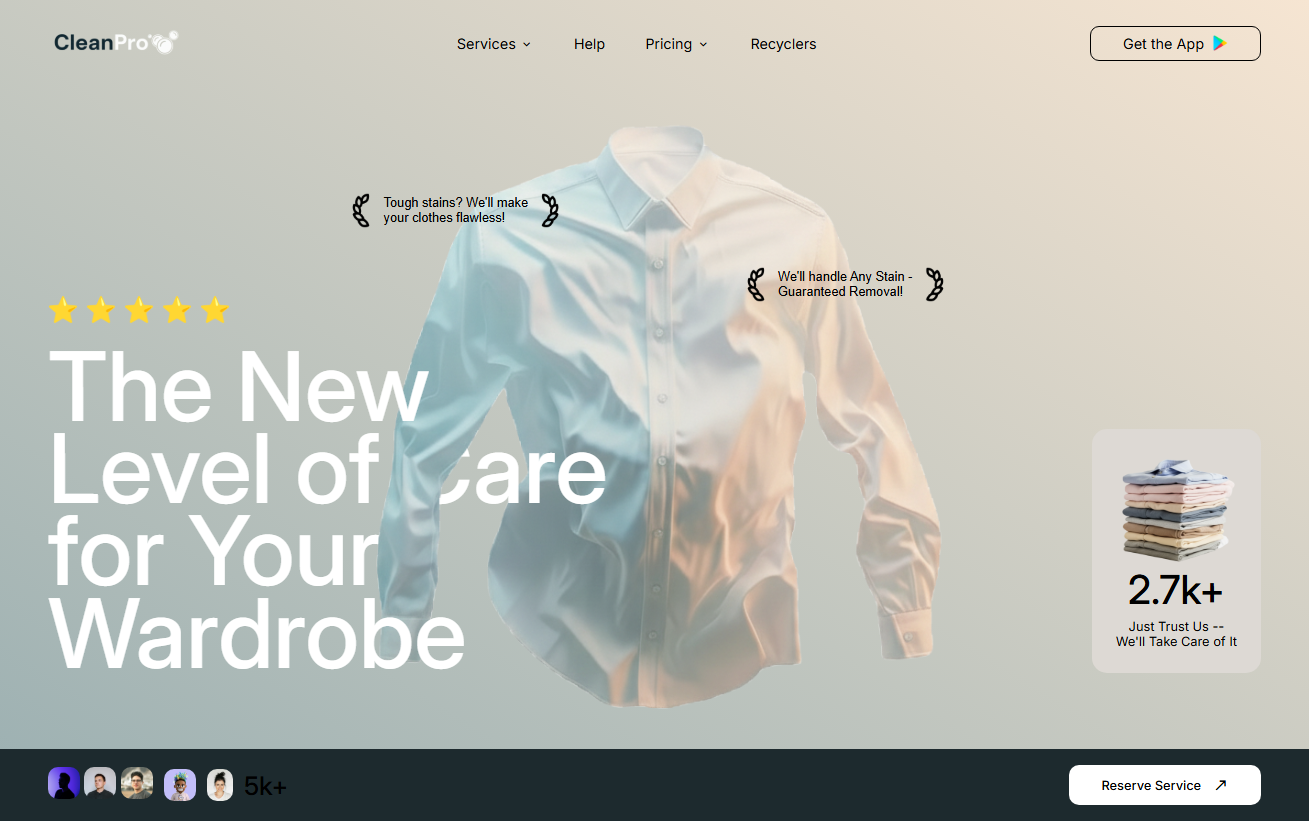 CleanPro
Services
Help
Pricing
Recyclers
Get the App
Tough stains? We'll make
your clothes flawless!
We'll handle Any Stain -
Guaranteed Removal!
The New
Level of Care
for Your
Wardrobe
2.7k+
Just Trust Us --
We'll Take Care of It
5k+
Reserve Service